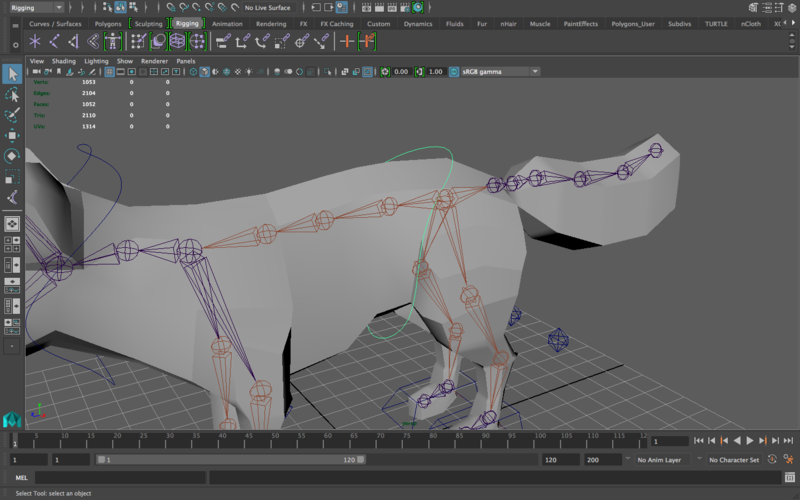 Rigging
No Live Surface
Curves / Surfaces
Polygons
Sculpting
Rigging
Animation
Rendering
FX
FX Caching
Custom
Dynamics
Fluids
Fur
nHair
Muscle
PaintEffects
Polygons_User
Subdivs
TURTLE
nCloth
View Shading Lighting Show Renderer Panels
0.00 1.00 sRGB gamma
Verts: 1053 0 0
Edges: 2104 0 0
Faces: 1052 0 0
Tris: 2110 0 0
UVs: 1314 0 0
1 5 10 15 20 25 30 35 40 45 50 55 60 65 70 75 80 85 90 95 100 105 110 115 12 1
1 1 1 120 120 200 No Anim Layer No Character Set
MEL
Select Tool: select an object